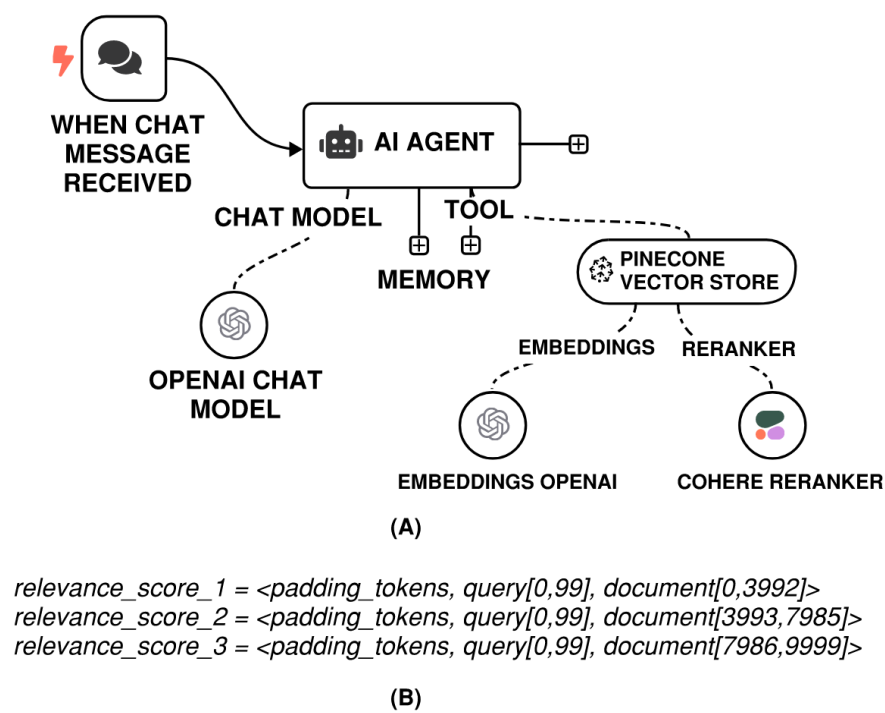 WHEN CHAT
MESSAGE
RECEIVED
AI AGENT
CHAT MODEL
TOOL
MEMORY
PINECONE
VECTOR STORE
OPENAI CHAT
MODEL
EMBEDDINGS
RERANKER
EMBEDDINGS OPENAI
COHERE RERANKER
(A)
relevance_score_1 = <padding_tokens, query[0,99], document[0,3992]>
relevance_score_2 = <padding_tokens, query[0,99], document[3993,7985]>
relevance_score_3 = <padding_tokens, query[0,99], document[7986,9999]>
(B)